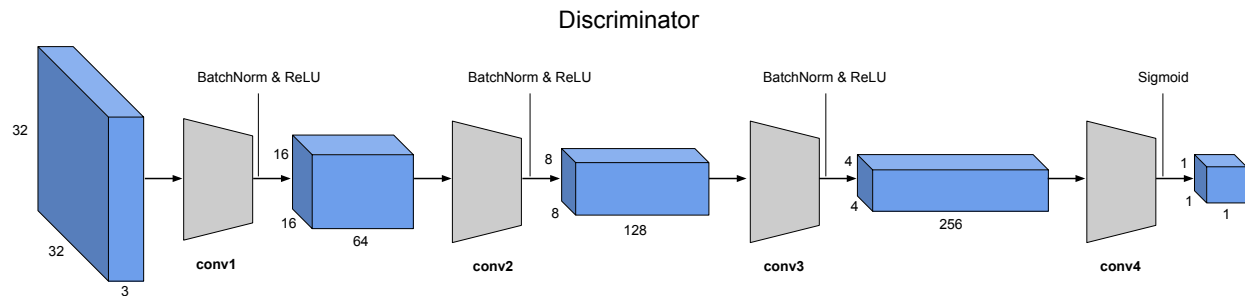 Discriminator
BatchNorm & ReLU
BatchNorm & ReLU
BatchNorm & ReLU
Sigmoid
32
32
3
conv1
16
16
64
conv2
8
8
128
conv3
4
4
256
conv4
1
1
1